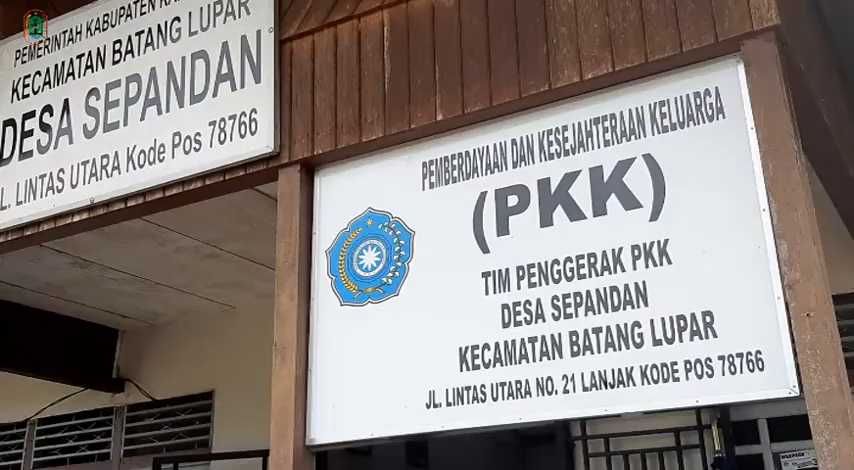 PEMERINTAH KABUPATEN
KECAMATAN BATANG LUPAR
DESA SEPANDAN
JL. LINTAS UTARA Kode Pos 78766
PEMBERDAYAAN DAN KESEJAHTERAAN KELUARGA
(PKK)
TIM PENGGERAK PKK
DESA SEPANDAN
KECAMATAN BATANG LUPAR
JL. LINTAS UTARA NO. 21 LANJAK KODE POS 78766